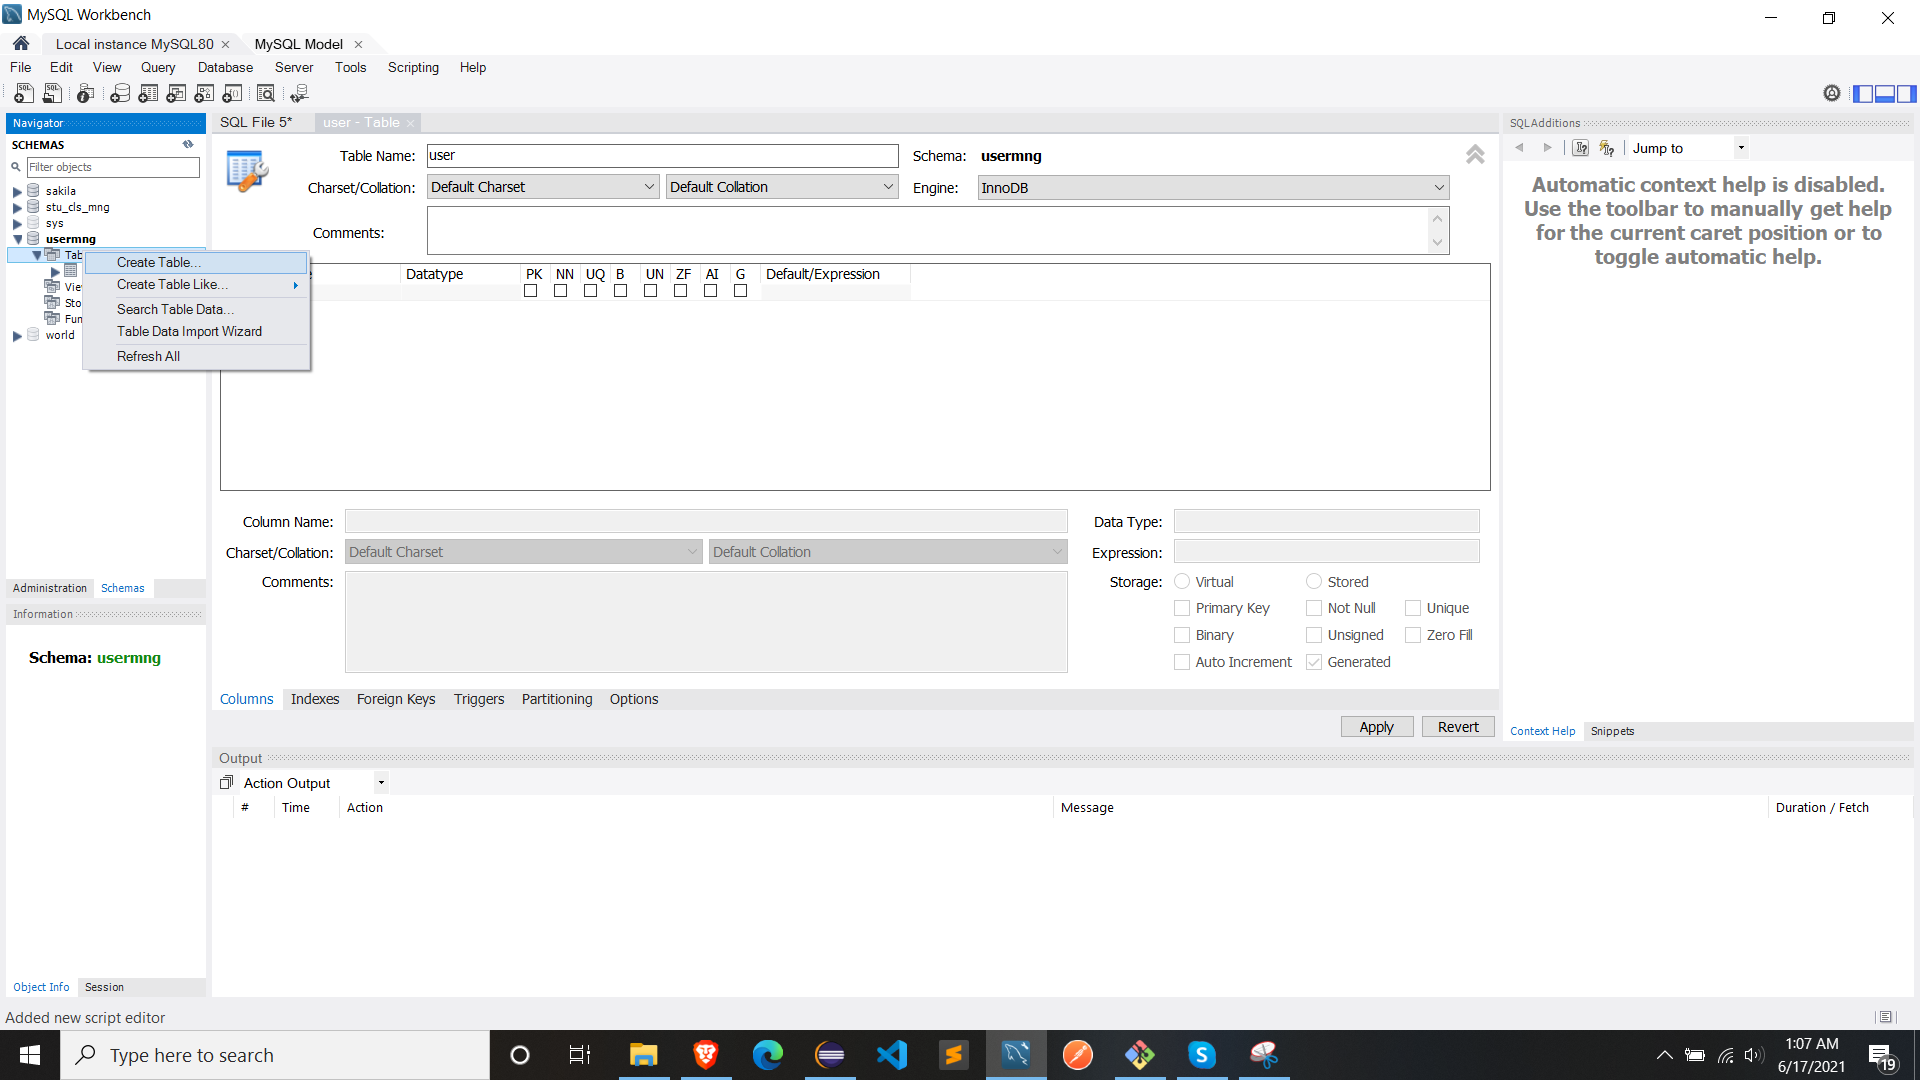 MySQL Workbench
Local instance MySQL80
MySQL Model
File Edit View Query Database Server Tools Scripting Help
Navigator
SCHEMAS
Filter objects
sakila
stu_cls_mng
sys
usermng
world
Create Table...
Create Table Like...
Search Table Data...
Table Data Import Wizard
Refresh All
Administration Schemas
Information
Schema: usermng
Object Info Session
SQL File 5*
user - Table
Table Name: user
Schema: usermng
Charset/Collation: Default Charset Default Collation
Engine: InnoDB
Comments:
Datatype PK NN UQ B UN ZF AI G Default/Expression
Column Name:
Data Type:
Charset/Collation: Default Charset Default Collation
Expression:
Comments:
Storage: Virtual Stored
Primary Key Not Null Unique
Binary Unsigned Zero Fill
Auto Increment Generated
Columns Indexes Foreign Keys Triggers Partitioning Options
Apply Revert
Output
Action Output
# Time Action Message Duration / Fetch
SQLAdditions
Jump to
Automatic context help is disabled.
Use the toolbar to manually get help
for the current caret position or to
toggle automatic help.
Context Help Snippets
Added new script editor
Type here to search
1:07 AM
6/17/2021
19